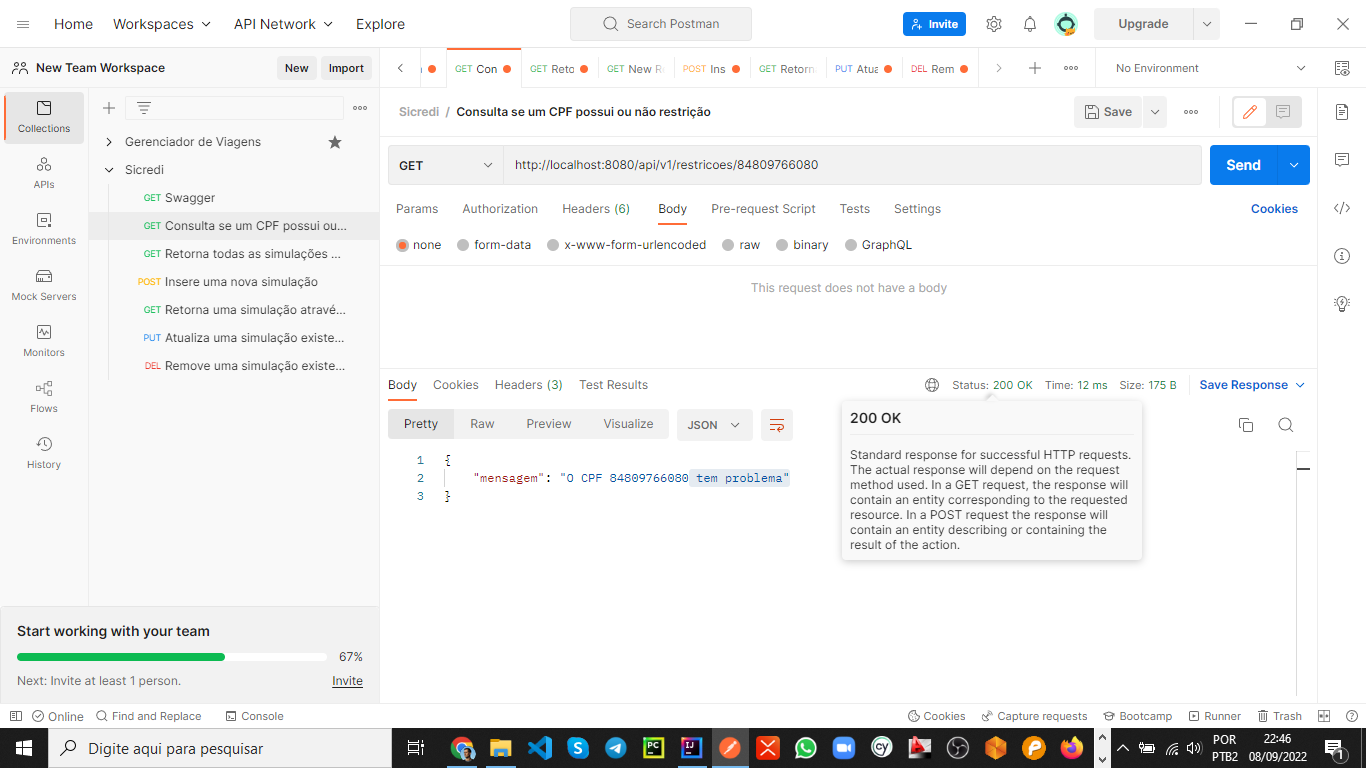 Home
Workspaces
API Network
Explore
Search Postman
Invite
Upgrade
New Team Workspace
New
Import
GET Con
GET Reto
GET New R
POST Ins
GET Retorn
PUT Atua
DEL Rem
No Environment
Collections
APIs
Environments
Mock Servers
Monitors
Flows
History
Gerenciador de Viagens
Sicredi
GET Swagger
GET Consulta se um CPF possui ou...
GET Retorna todas as simulações ...
POST Insere uma nova simulação
GET Retorna uma simulação atravé...
PUT Atualiza uma simulação existe...
DEL Remove uma simulação existe...
Sicredi / Consulta se um CPF possui ou não restrição
Save
GET
http://localhost:8080/api/v1/restricoes/84809766080
Send
Params
Authorization
Headers (6)
Body
Pre-request Script
Tests
Settings
Cookies
none
form-data
x-www-form-urlencoded
raw
binary
GraphQL
This request does not have a body
Body
Cookies
Headers (3)
Test Results
Status: 200 OK
Time: 12 ms
Size: 175 B
Save Response
Pretty
Raw
Preview
Visualize
JSON
1 {
2 "mensagem": "O CPF 84809766080 tem problema"
3 }
200 OK
Standard response for successful HTTP requests.
The actual response will depend on the request
method used. In a GET request, the response will
contain an entity corresponding to the requested
resource. In a POST request the response will
contain an entity describing or containing the
result of the action.
Start working with your team
67%
Next: Invite at least 1 person.
Invite
Online
Find and Replace
Console
Cookies
Capture requests
Bootcamp
Runner
Trash
Digite aqui para pesquisar
PC
IJ
cy
POR
PTB2
22:46
08/09/2022
1